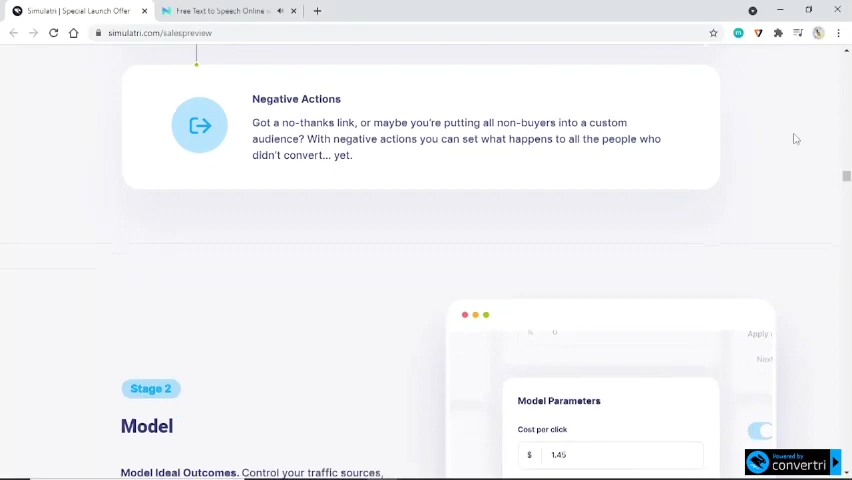 Simulatri | Special Launch Offer
Free Text to Speech Online
simulatri.com/salespreview
Negative Actions
Got a no-thanks link, or maybe you're putting all non-buyers into a custom
audience? With negative actions you can set what happens to all the people who
didn't convert... yet.
Stage 2
Model
Model Ideal Outcomes. Control your traffic sources,
%
0
Apply
Next
Model Parameters
Cost per click
$
1.45
Powered by
convertri